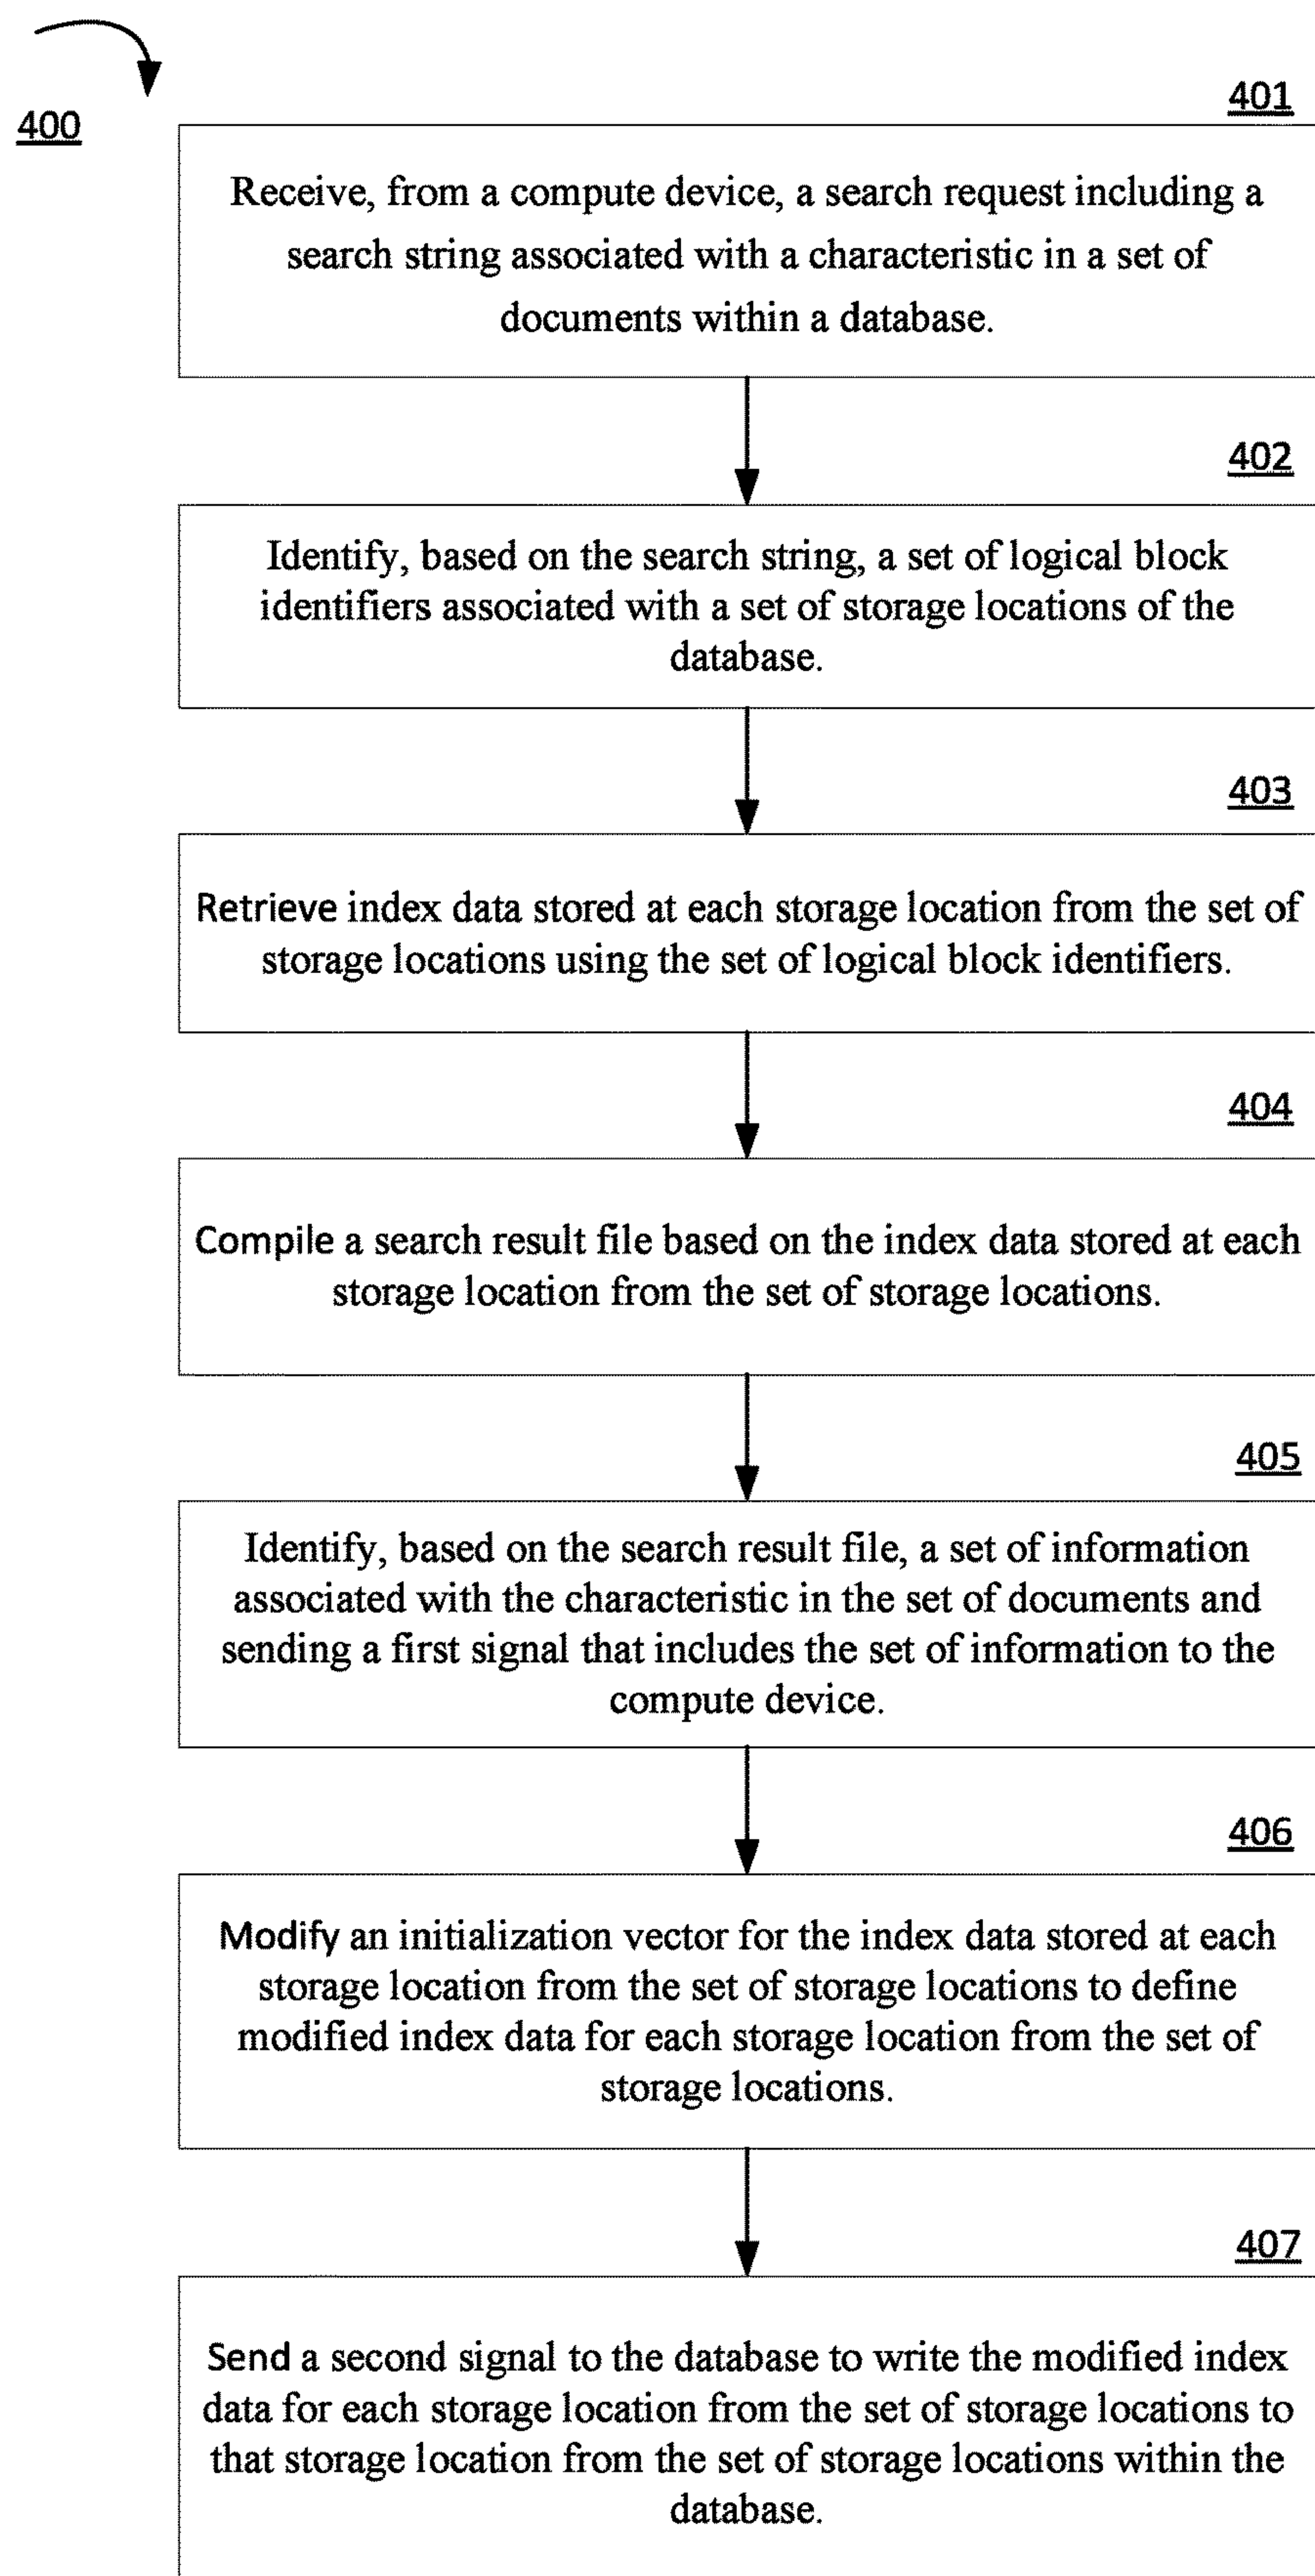 400
401
Receive, from a compute device, a search request including a
search string associated with a characteristic in a set of
documents within a database.
402
Identify, based on the search string, a set of logical block
identifiers associated with a set of storage locations of the
database.
403
Retrieve index data stored at each storage location from the set of
storage locations using the set of logical block identifiers.
404
Compile a search result file based on the index data stored at each
storage location from the set of storage locations.
405
Identify, based on the search result file, a set of information
associated with the characteristic in the set of documents and
sending a first signal that includes the set of information to the
compute device.
406
Modify an initialization vector for the index data stored at each
storage location from the set of storage locations to define
modified index data for each storage location from the set of
storage locations.
407
Send a second signal to the database to write the modified index
data for each storage location from the set of storage locations to
that storage location from the set of storage locations within the
database.